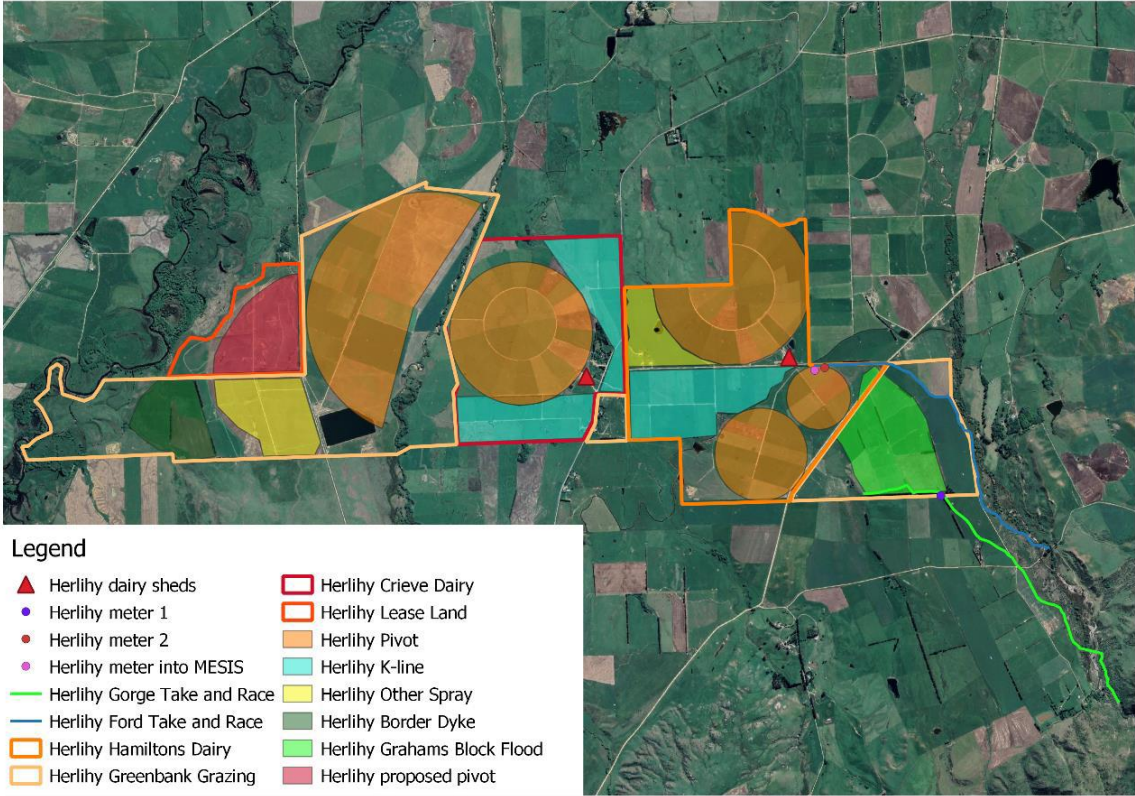 Legend
Herlihy dairy sheds
Herlihy meter 1
Herlihy meter 2
Herlihy meter into MESIS
Herlihy Gorge Take and Race
Herlihy Ford Take and Race
Herlihy Hamiltons Dairy
Herlihy Greenbank Grazing
Herlihy Crieve Dairy
Herlihy Lease Land
Herlihy Pivot
Herlihy K-line
Herlihy Other Spray
Herlihy Border Dyke
Herlihy Grahams Block Flood
Herlihy proposed pivot